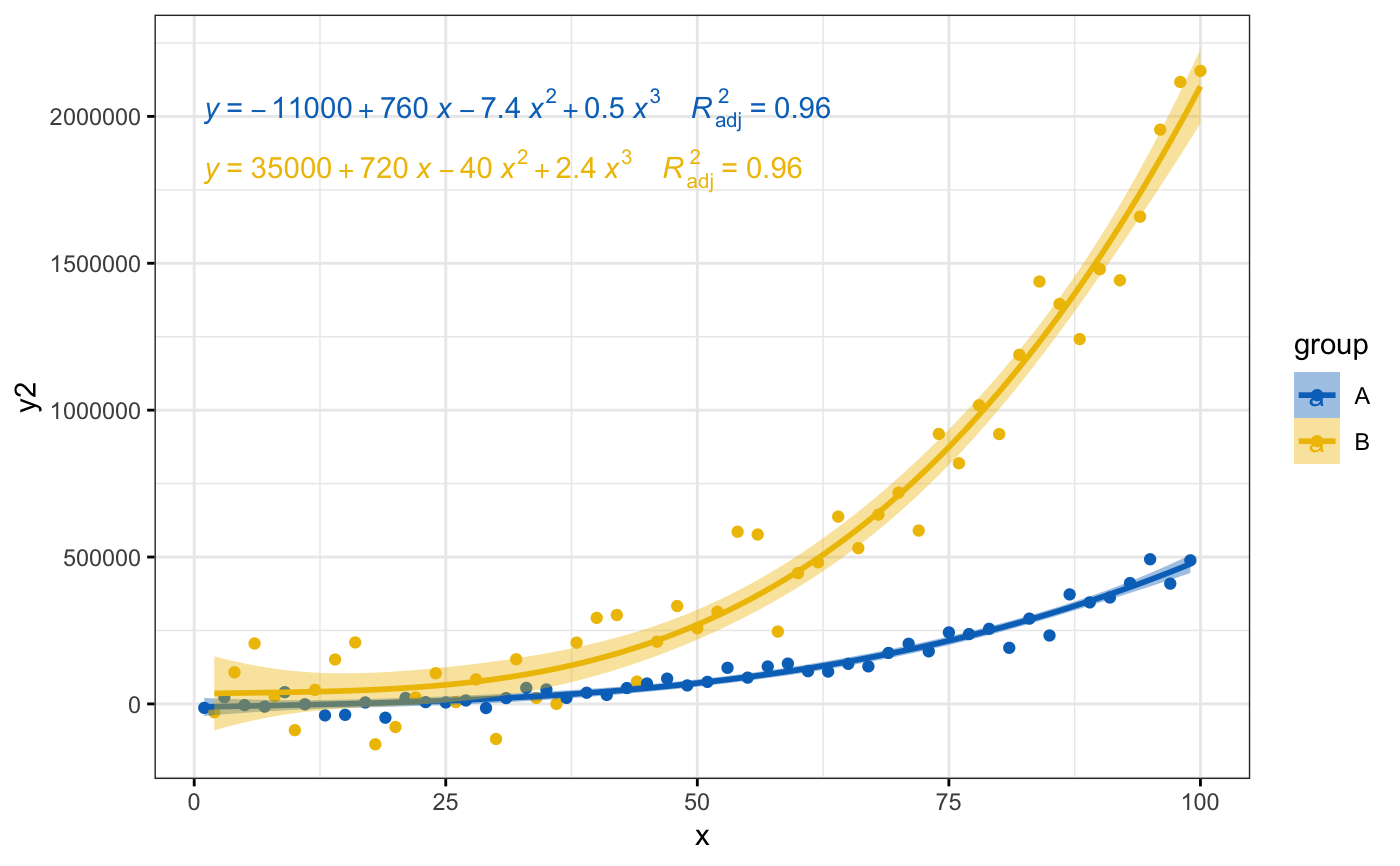 y = − 11000 + 760 x − 7.4 x² + 0.5 x³ R²adj = 0.96
y = 35000 + 720 x − 40 x² + 2.4 x³ R²adj = 0.96
2000000
1500000
1000000
500000
0
y2
0 25 50 75 100
x
group
a A
a B